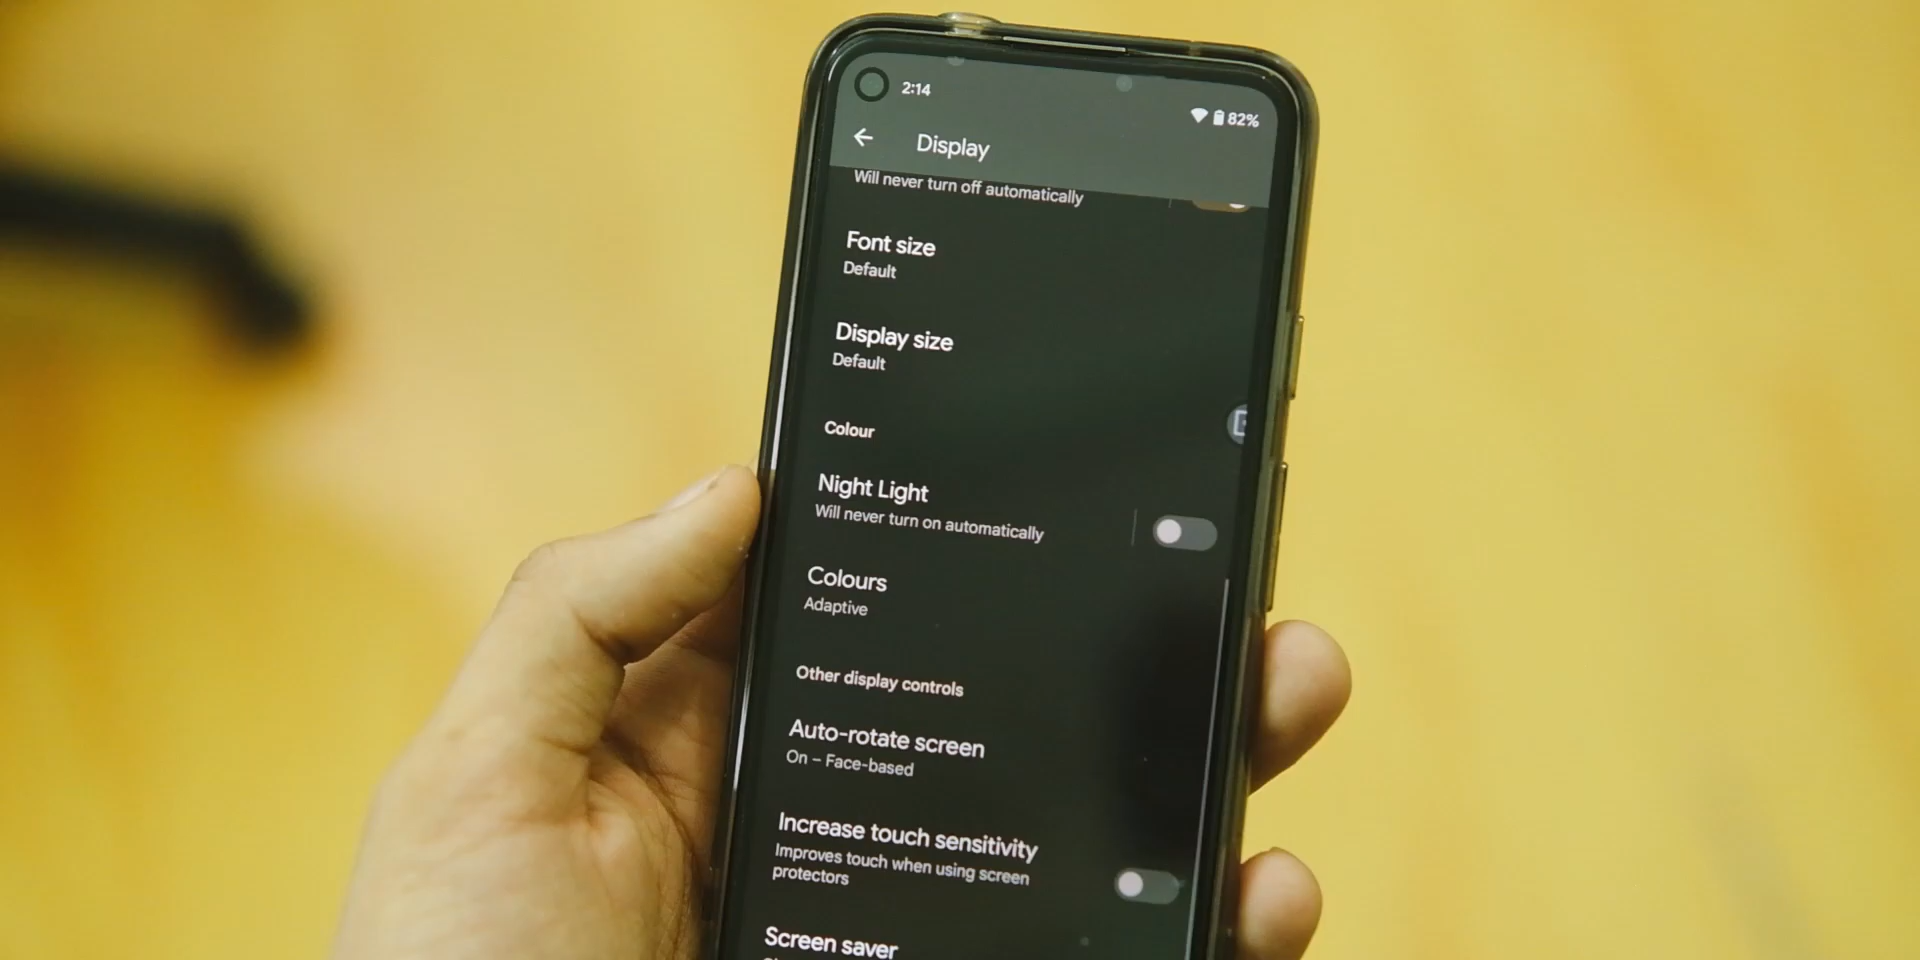 2:14
82%
Display
Will never turn off automatically
Font size
Default
Display size
Default
Colour
Night Light
Will never turn on automatically
Colours
Adaptive
Other display controls
Auto-rotate screen
On – Face-based
Increase touch sensitivity
Improves touch when using screen
protectors
Screen saver